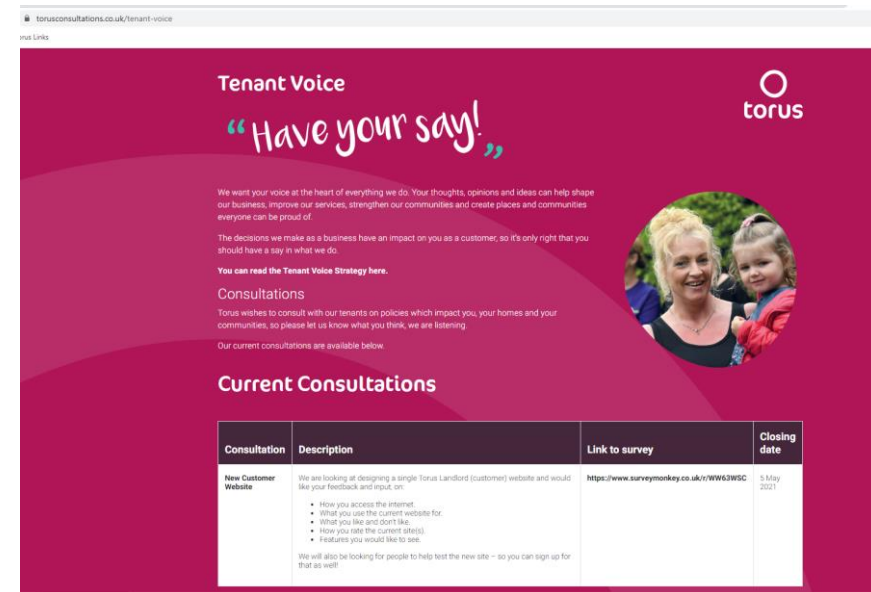 torusconsultations.co.uk/tenant-voice
orus Links
Tenant Voice
torus
“Have your say!”
We want your voice at the heart of everything we do. Your thoughts, opinions and ideas can help shape
our business, improve our services, strengthen our communities and create places and communities
everyone can be proud of.
The decisions we make as a business have an impact on you as a customer, so it's only right that you
should have a say in what we do.
You can read the Tenant Voice Strategy here.
Consultations
Torus wishes to consult with our tenants on policies which impact you, your homes and your
communities, so please let us know what you think, we are listening.
Our current consultations are available below.
Current Consultations
Consultation Description Link to survey Closing date
New Customer Website
We are looking at designing a single Torus Landlord (customer) website and would
like your feedback and input, on:
• How you access the internet.
• What you use the current website for.
• What you like and don't like.
• How you rate the current site(s).
• Features you would like to see.
We will also be looking for people to help test the new site – so you can sign up for
that as well!
https://www.surveymonkey.co.uk/r/WW63WSC
5 May
2021